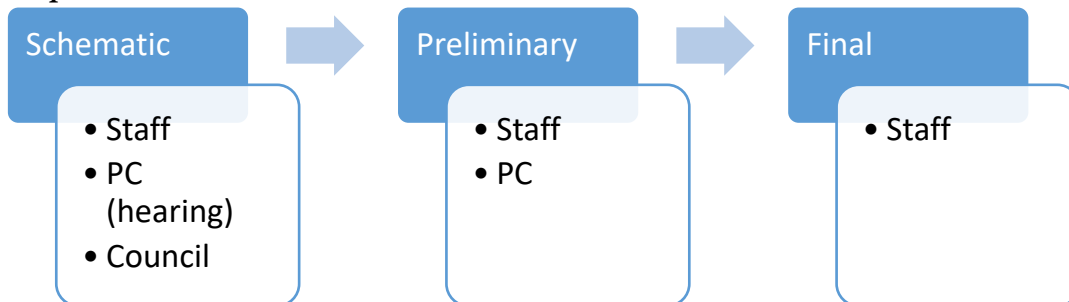 Schematic
• Staff
• PC
(hearing)
• Council
Preliminary
• Staff
• PC
Final
• Staff